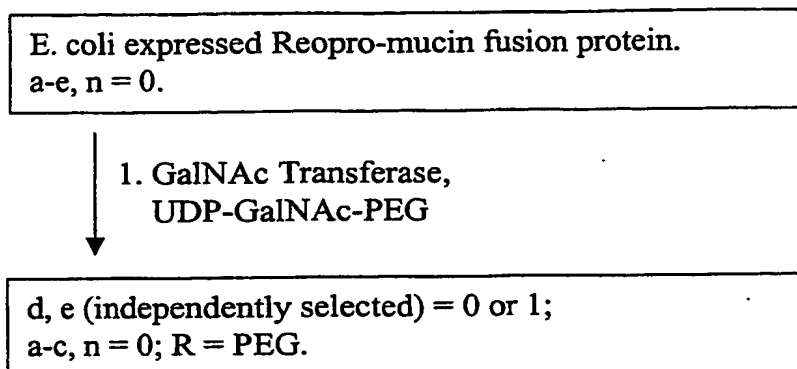 E. coli expressed Reopro-mucin fusion protein.
a-e, n = 0.
1. GalNAc Transferase,
UDP-GalNAc-PEG
d, e (independently selected) = 0 or 1;
a-c, n = 0; R = PEG.